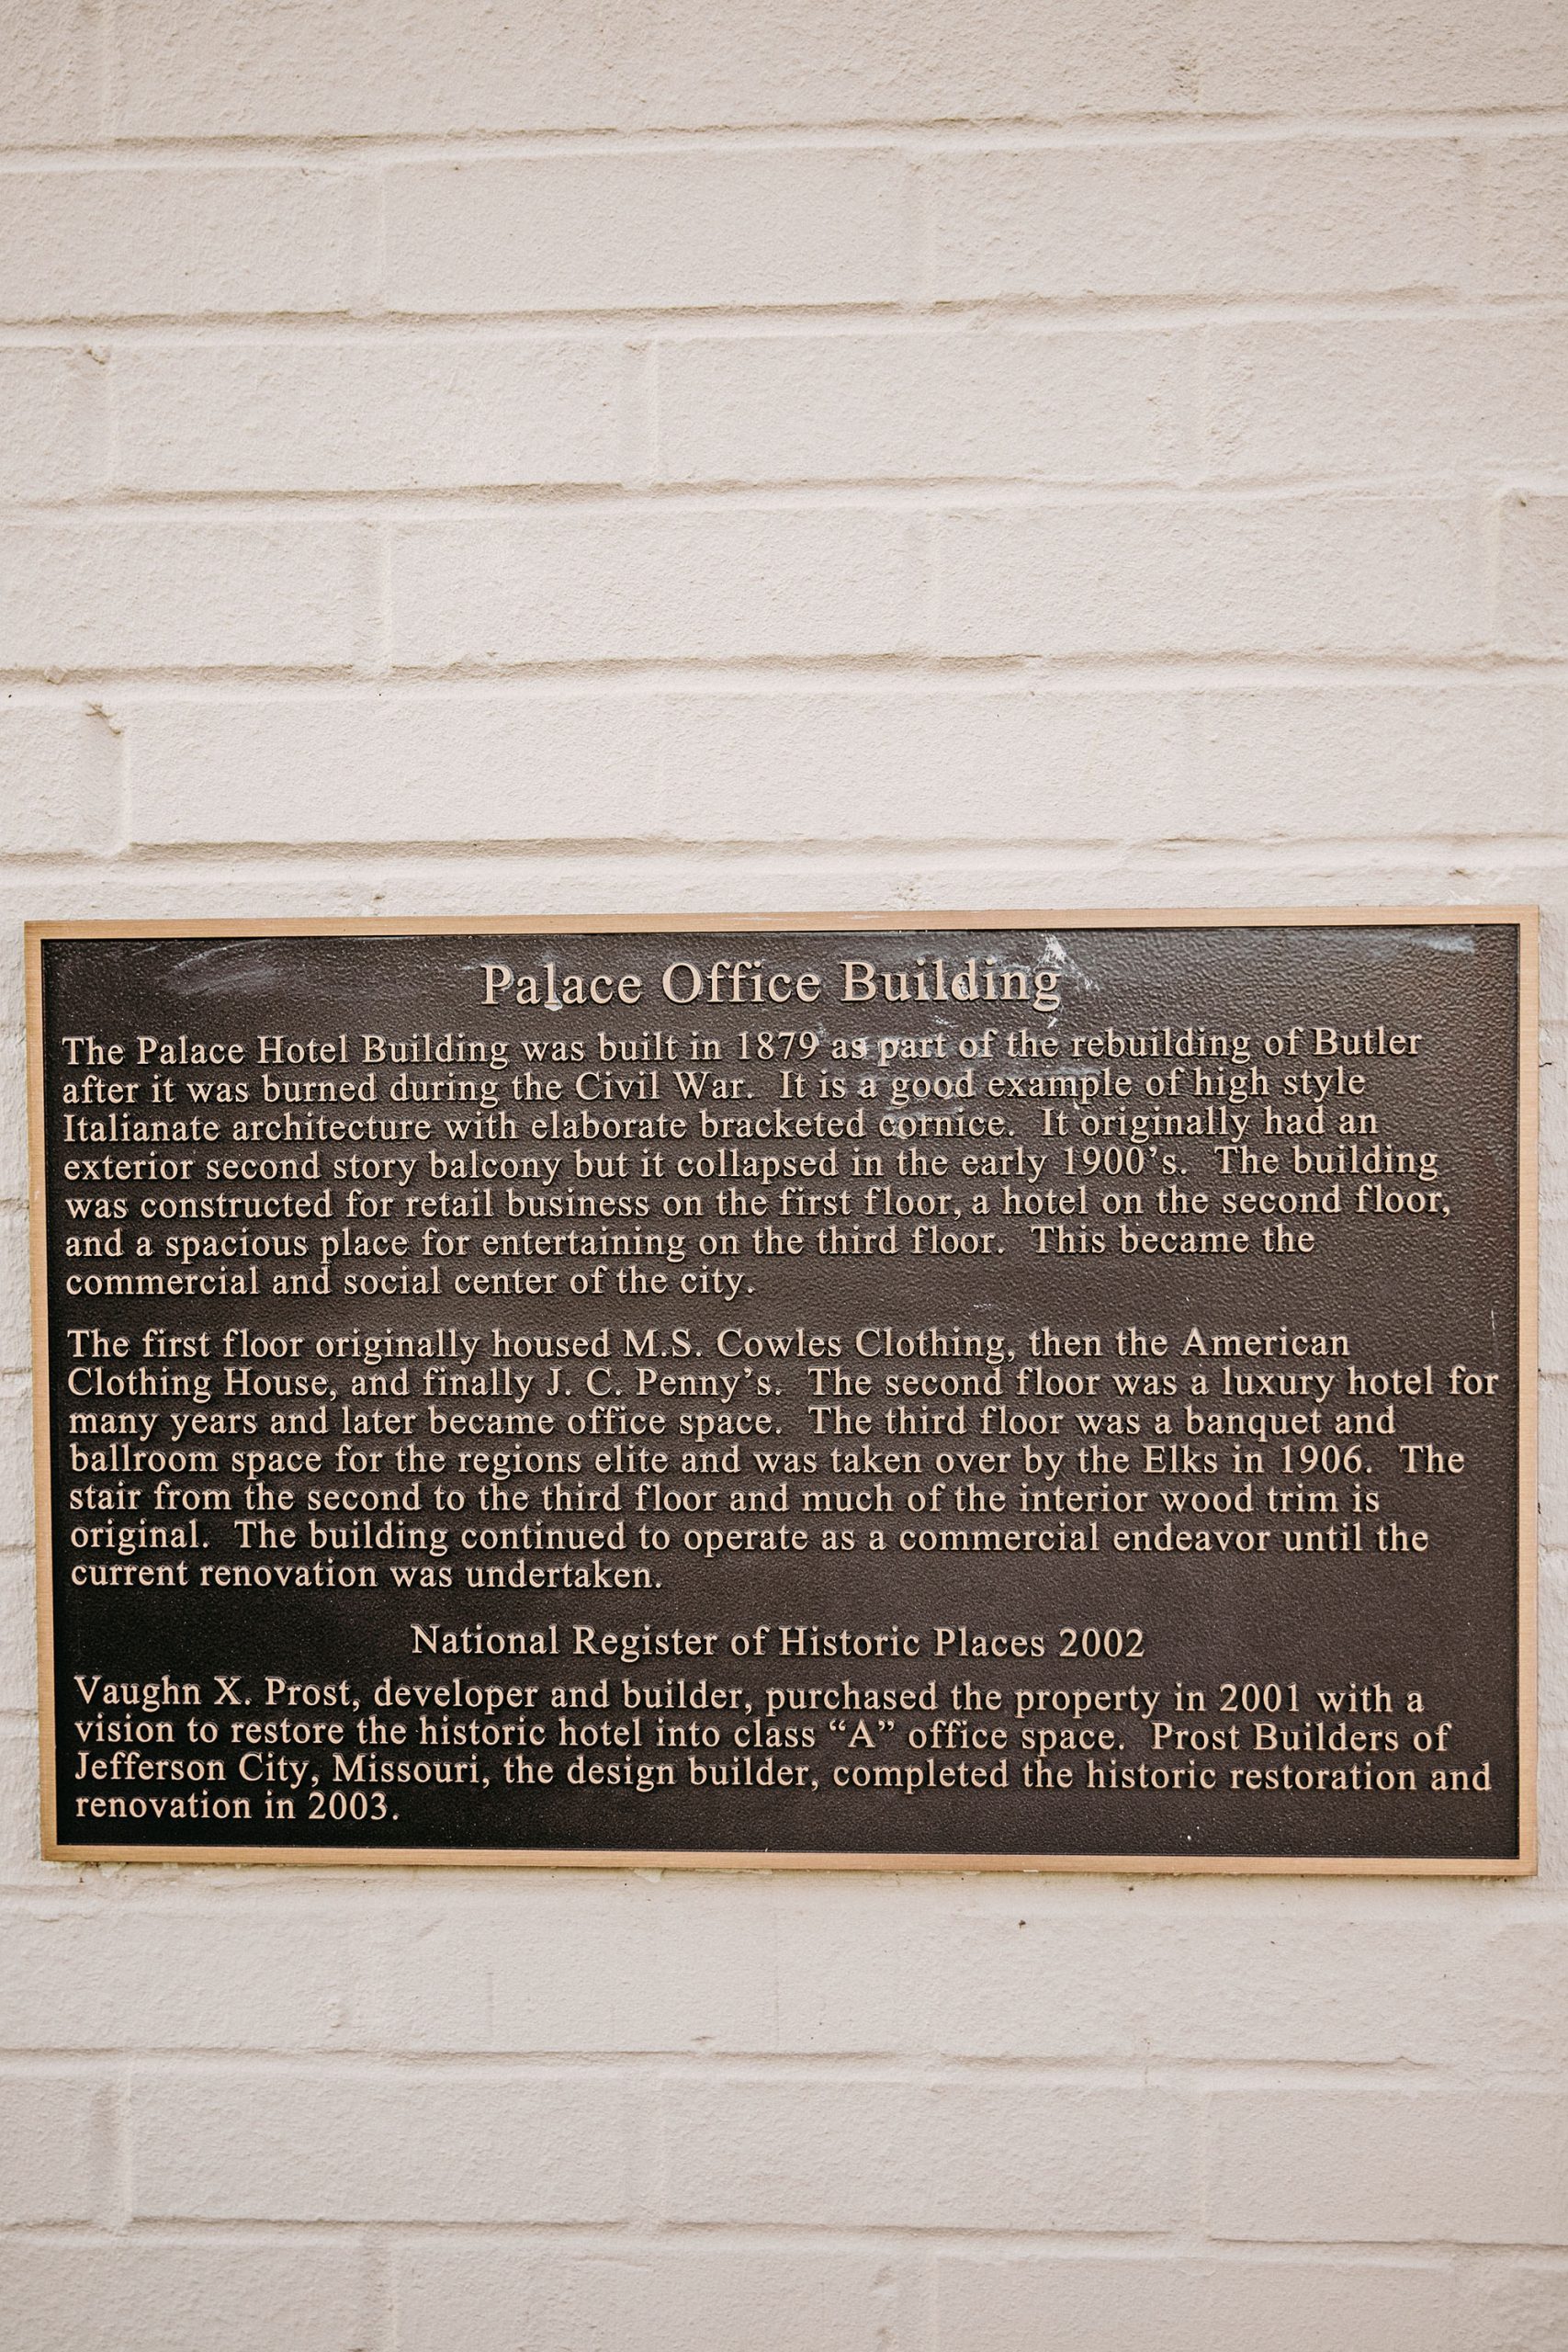 Palace Office Building
The Palace Hotel Building was built in 1879 as part of the rebuilding of Butler
after it was burned during the Civil War. It is a good example of high style
Italianate architecture with elaborate bracketed cornice. It originally had an
exterior second story balcony but it collapsed in the early 1900's. The building
was constructed for retail business on the first floor, a hotel on the second floor,
and a spacious place for entertaining on the third floor. This became the
commercial and social center of the city.
The first floor originally housed M.S. Cowles Clothing, then the American
Clothing House, and finally J. C. Penny's. The second floor was a luxury hotel for
many years and later became office space. The third floor was a banquet and
ballroom space for the regions elite and was taken over by the Elks in 1906. The
stair from the second to the third floor and much of the interior wood trim is
original. The building continued to operate as a commercial endeavor until the
current renovation was undertaken.
National Register of Historic Places 2002
Vaughn X. Prost, developer and builder, purchased the property in 2001 with a
vision to restore the historic hotel into class “A” office space. Prost Builders of
Jefferson City, Missouri, the design builder, completed the historic restoration and
renovation in 2003.